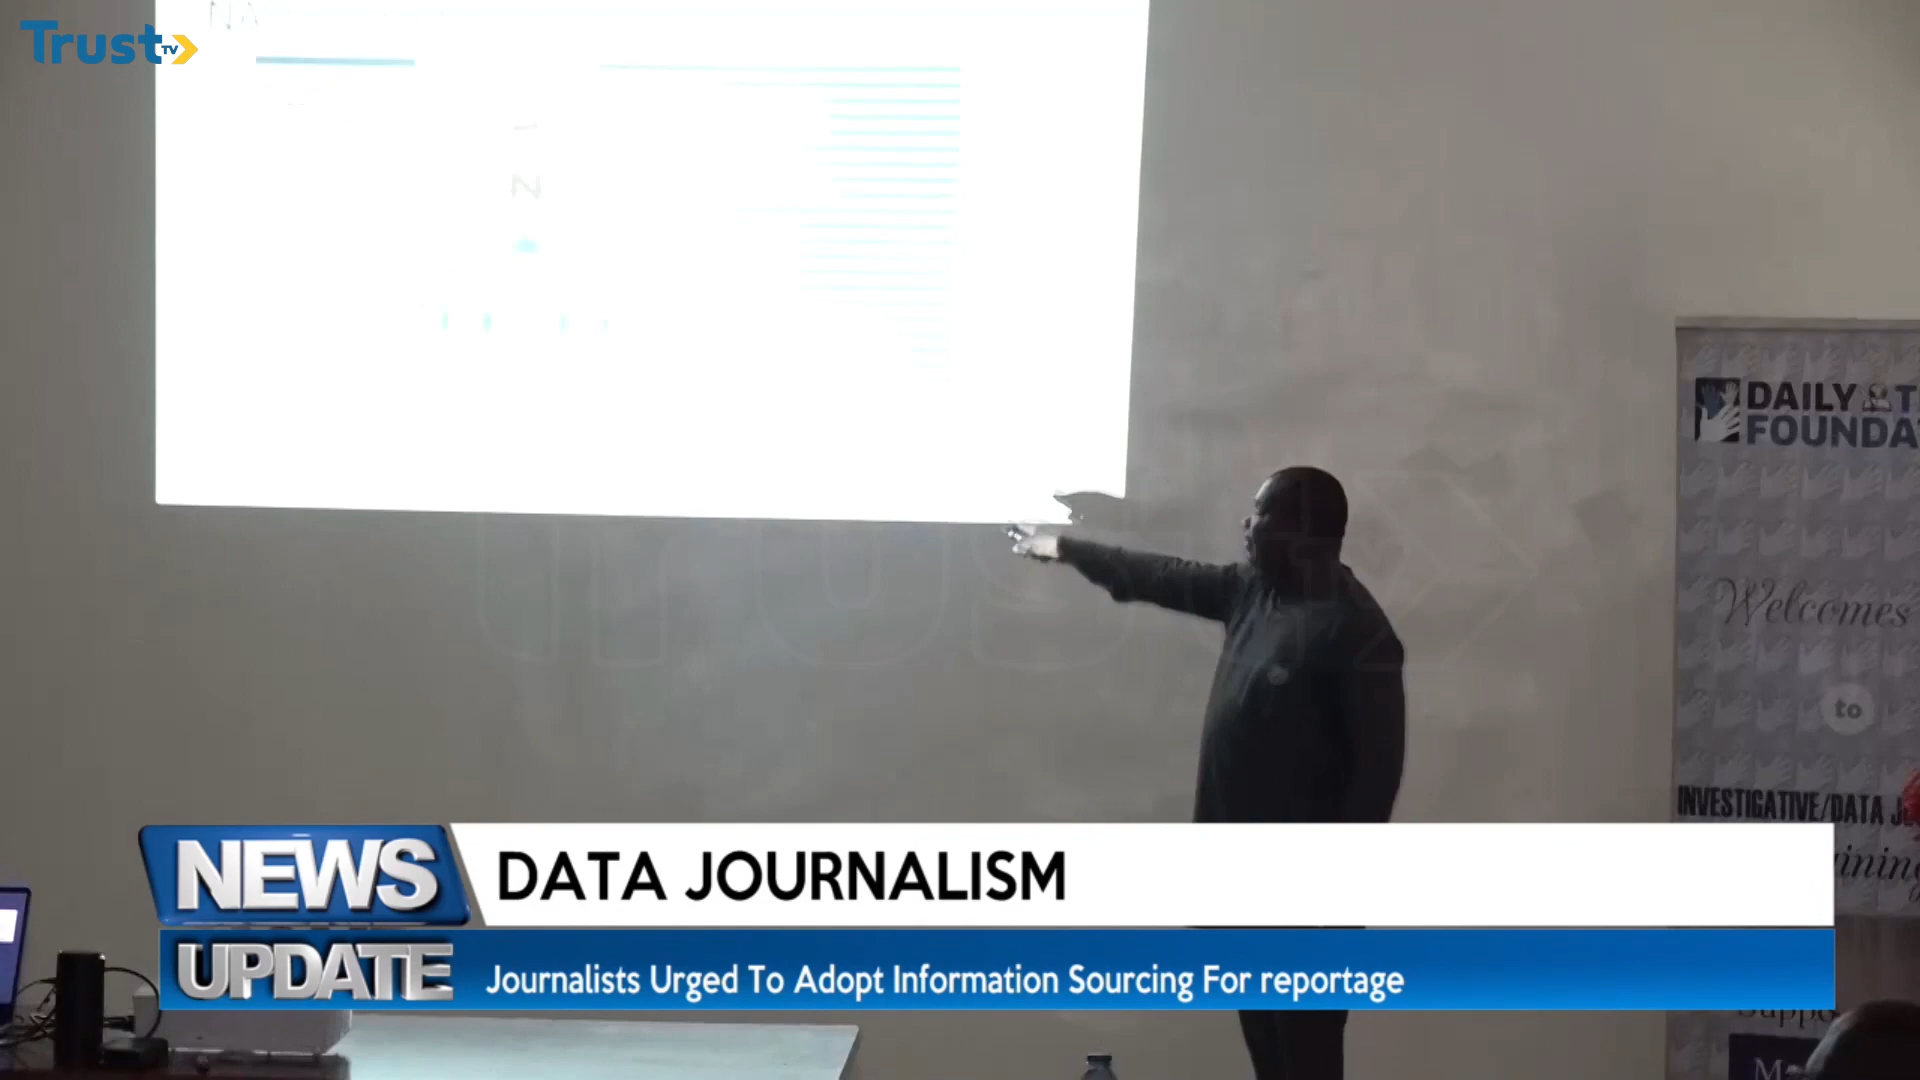 Trust TV
DAILY T
FOUNDA
Welcomes
to
INVESTIGATIVE/DATA J
NEWS
UPDATE
DATA JOURNALISM
Journalists Urged To Adopt Information Sourcing For reportage